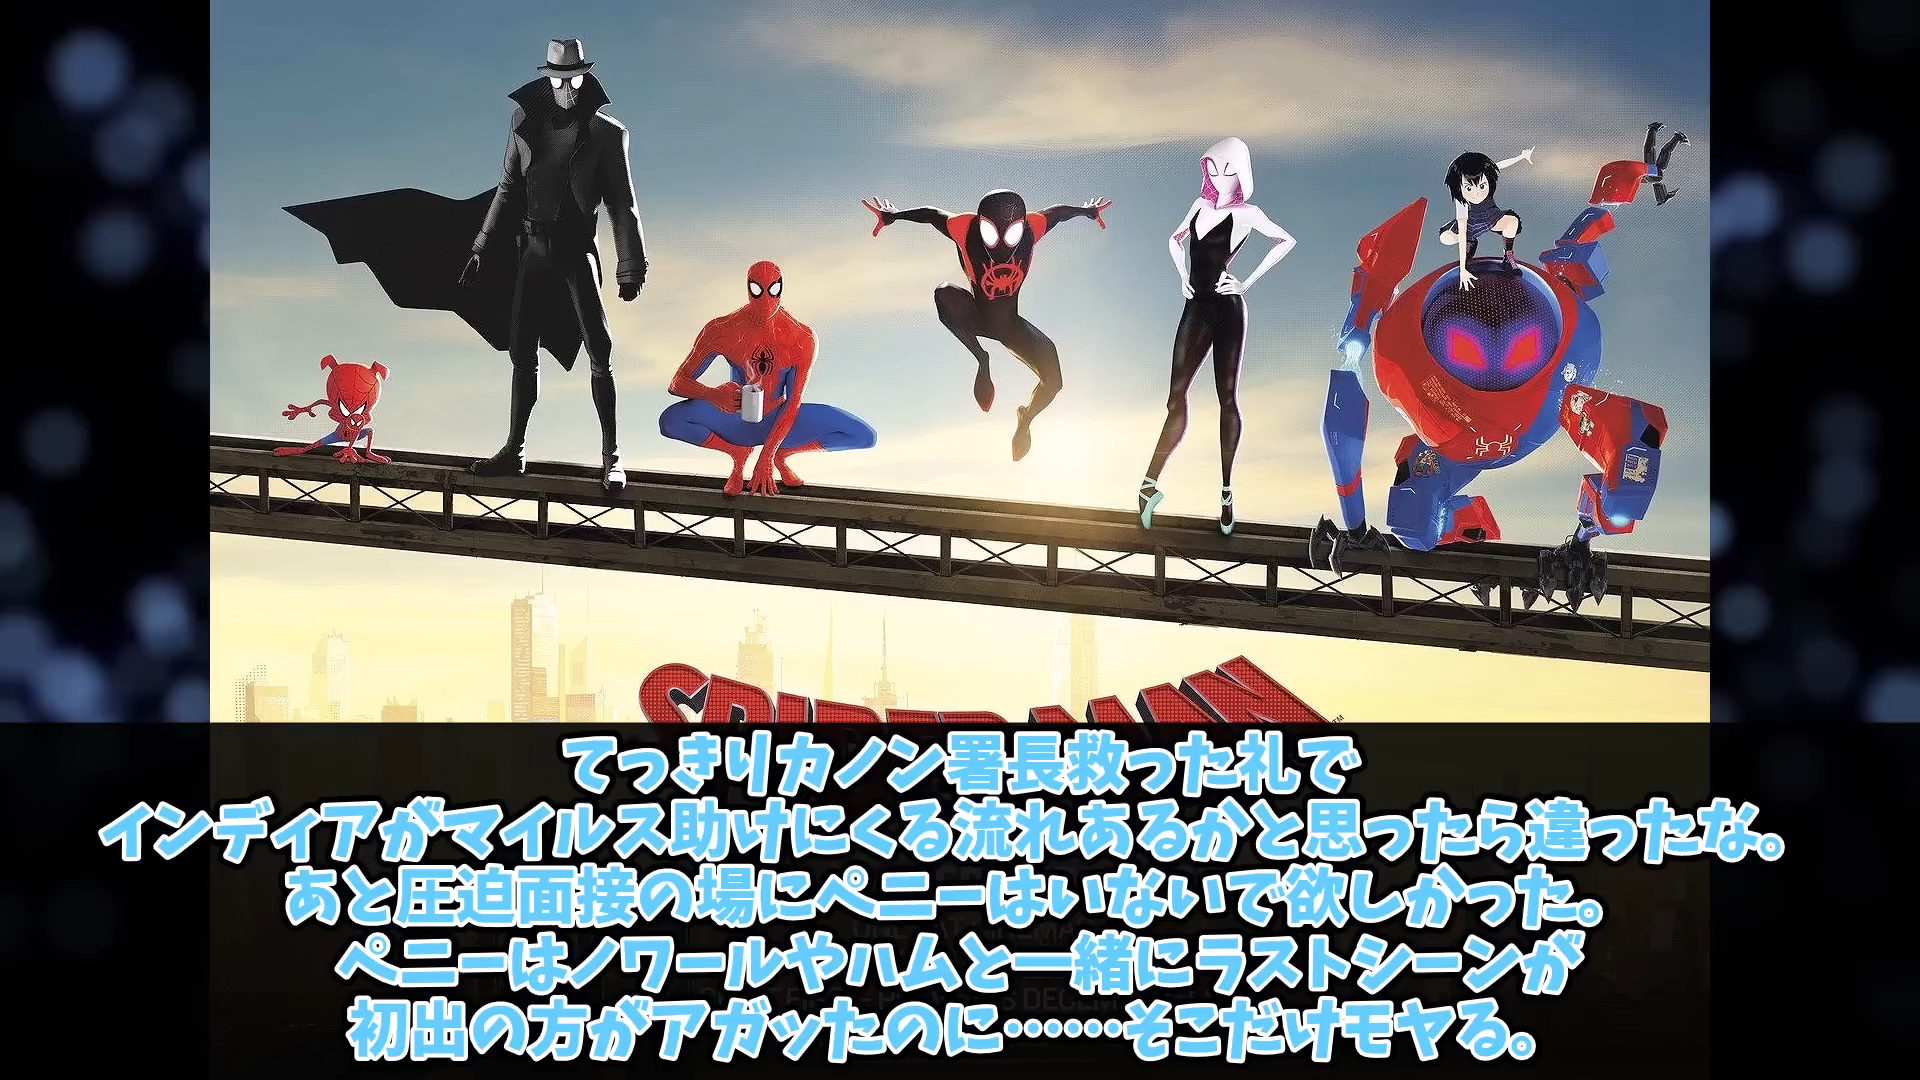 SPIDER-MAN
TM
てっきりカノン署長救った礼で
インディアがマイルス助けにくる流れあるかと思ったら違ったな。
あと圧迫面接の場にペニーはいないで欲しかった。
ペニーはノワールやハムと一緒にラストシーンが
初出の方がアガッたのに……そこだけモヤる。